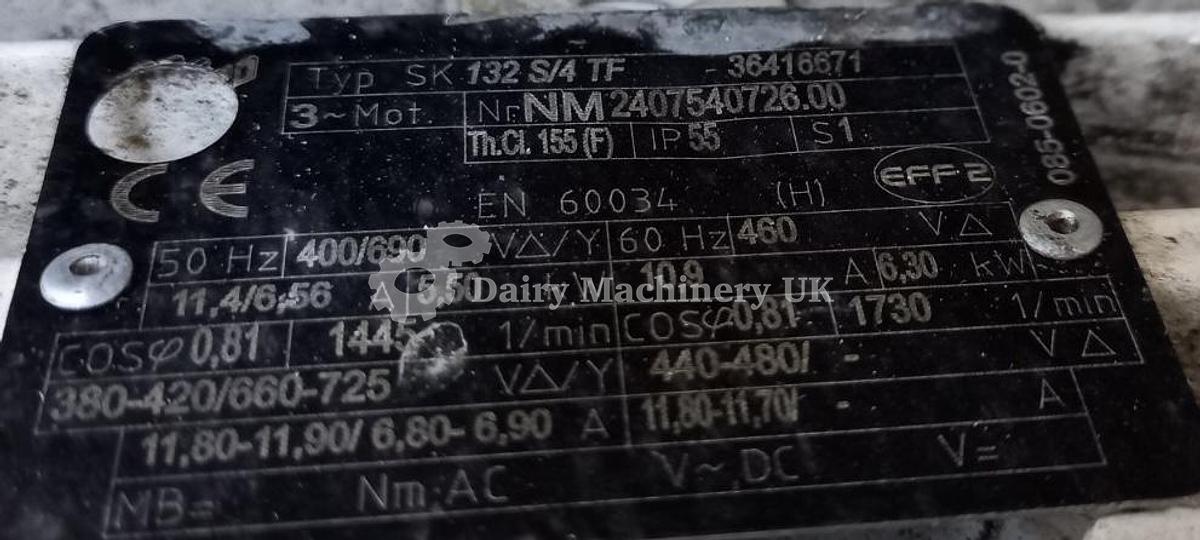 Typ SK 132 S/4 TF - 36416671
3~Mot. Nr. NM 2407540726.00
Th.Cl. 155 (F) IP 55 S1
CE EN 60034 (H) EFF 2
085-0602-0
50 Hz 400/690 VΔ/Y 60 Hz 460 V Δ
11,4/6,56 A 5,50 10,9 A 6,30 kW
Dairy Machinery UK
cosφ 0,81 1445 1/min cosφ 0,81 1730 1/min
380-420/660-725 VΔ/Y 440-480/ - V Δ
11,80-11,90/ 6,80- 6,90 A 11,80-11,70/ - A
MB= Nm.AC V~.DC V=